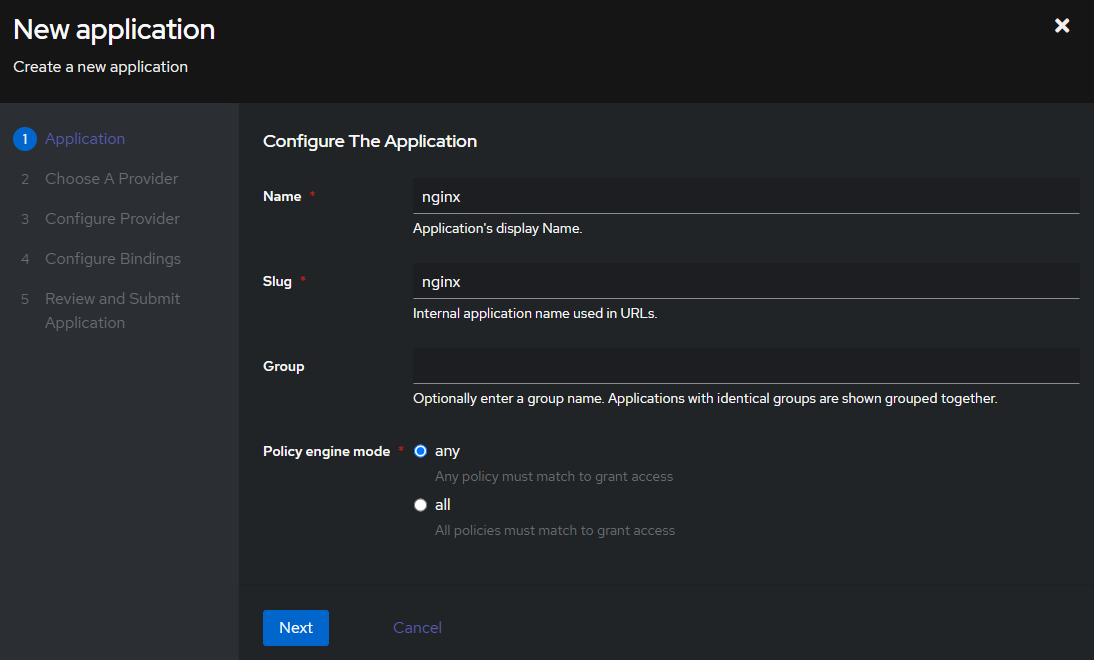 New application
Create a new application
1 Application
2 Choose A Provider
3 Configure Provider
4 Configure Bindings
5 Review and Submit
Application
Configure The Application
Name * nginx
Application's display Name.
Slug * nginx
Internal application name used in URLs.
Group
Optionally enter a group name. Applications with identical groups are shown grouped together.
Policy engine mode * any
Any policy must match to grant access
all
All policies must match to grant access
Next Cancel